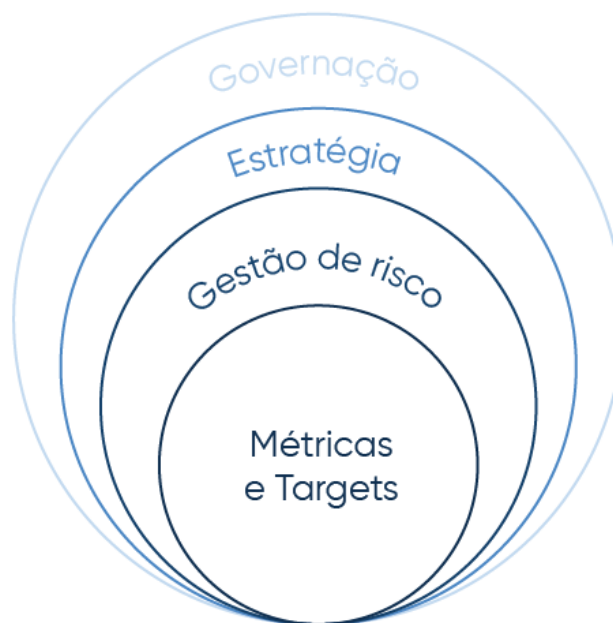 Governação
Estratégia
Gestão de risco
Métricas
e Targets